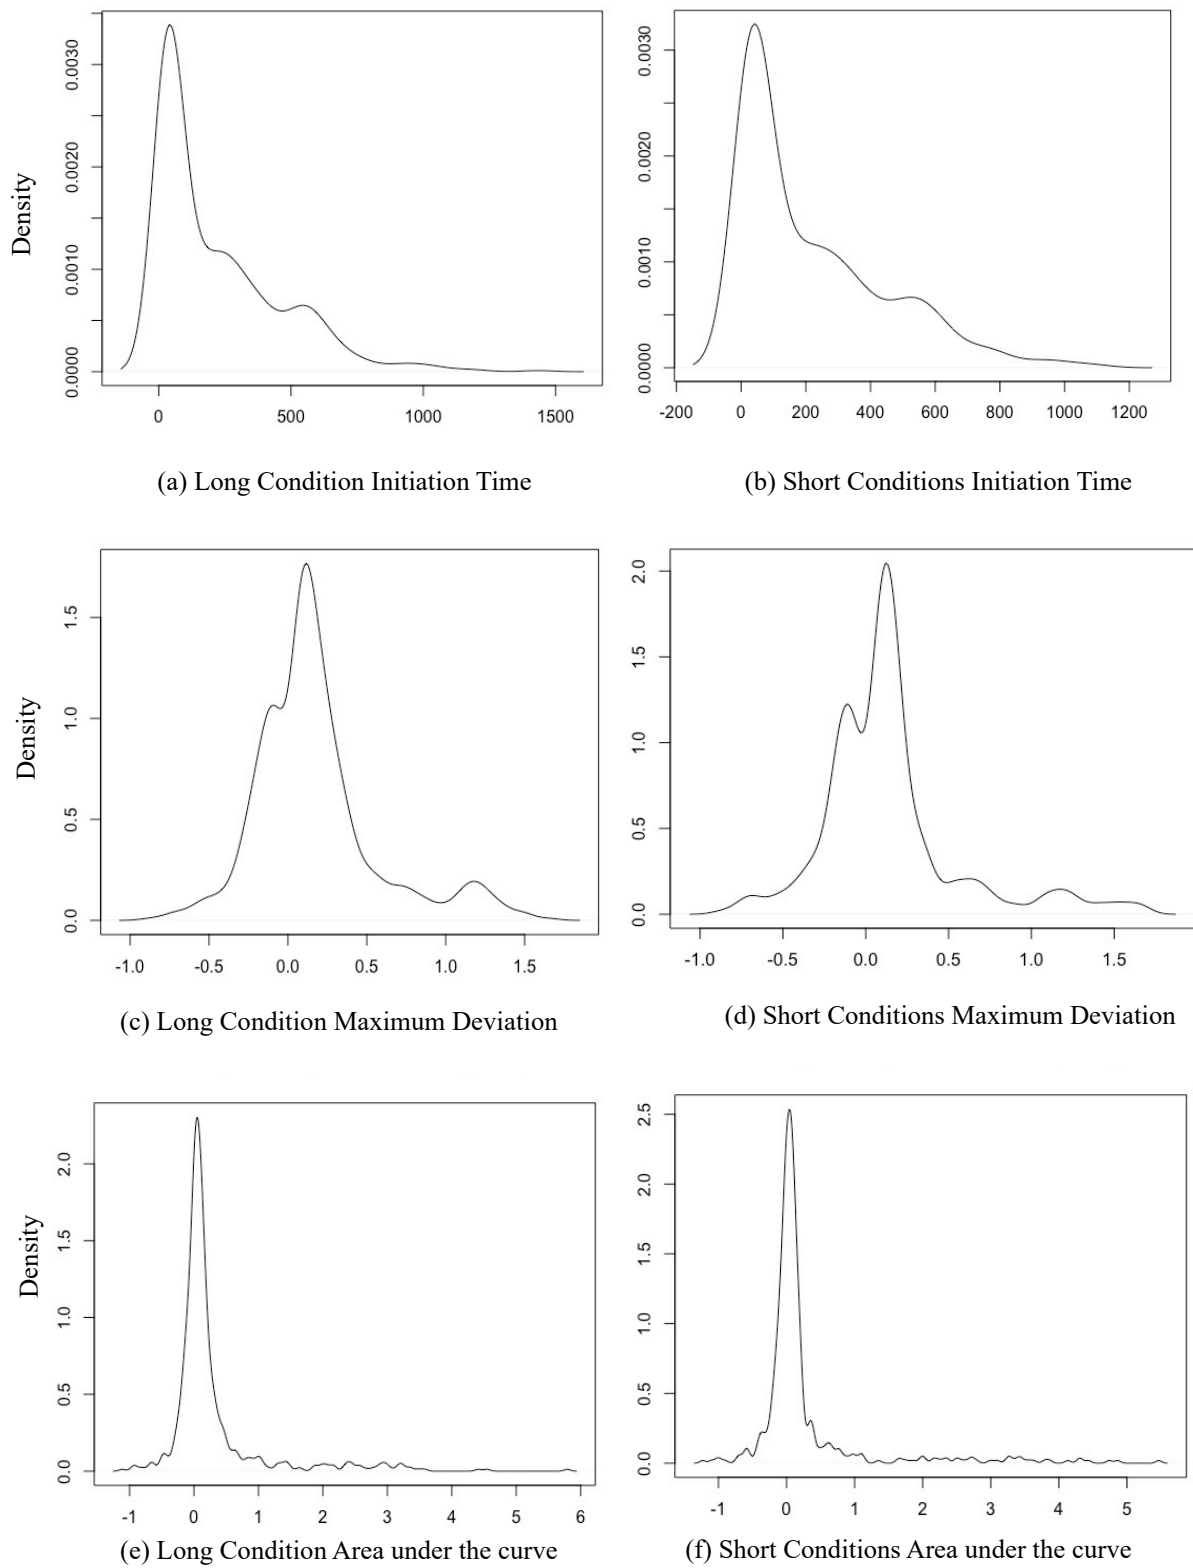 Density
0.0030
0.0020
0.0010
0.0000
0 500 1000 1500
(a) Long Condition Initiation Time
0.0030
0.0020
0.0010
0.0000
-200 0 200 400 600 800 1000 1200
(b) Short Conditions Initiation Time
Density
1.5
1.0
0.5
0.0
-1.0 -0.5 0.0 0.5 1.0 1.5
(c) Long Condition Maximum Deviation
2.0
1.5
1.0
0.5
0.0
-1.0 0.0 0.5 1.0 1.5
(d) Short Conditions Maximum Deviation
Density
2.0
1.5
1.0
0.5
0.0
-1 0 1 2 3 4 5 6
(e) Long Condition Area under the curve
2.5
2.0
1.5
1.0
0.5
0.0
-1 0 1 2 3 4 5
(f) Short Conditions Area under the curve